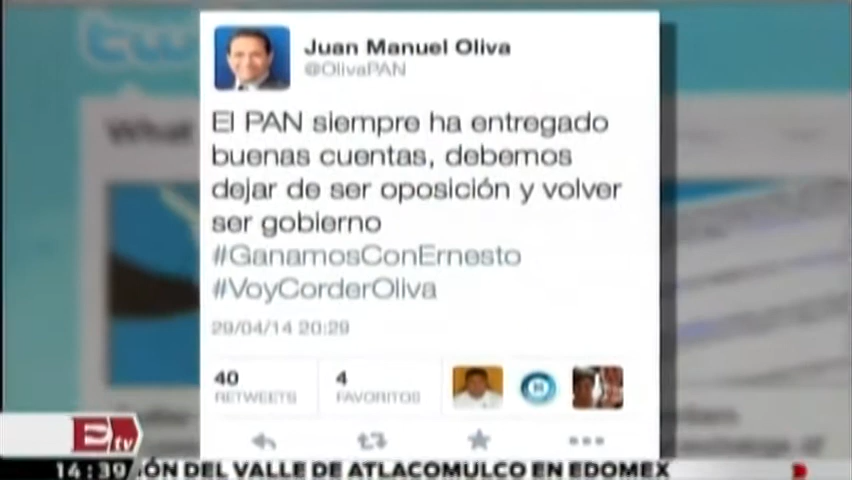 Juan Manuel Oliva
@OlivaPAN
El PAN siempre ha entregado
buenas cuentas, debemos
dejar de ser oposición y volver
ser gobierno
#GanamosConErnesto
#VoyCorderOliva
29/04/14 20:29
40
RETWEETS
4
FAVORITOS
tv
14:39 IÓN DEL VALLE DE ATLACOMULCO EN EDOMEX